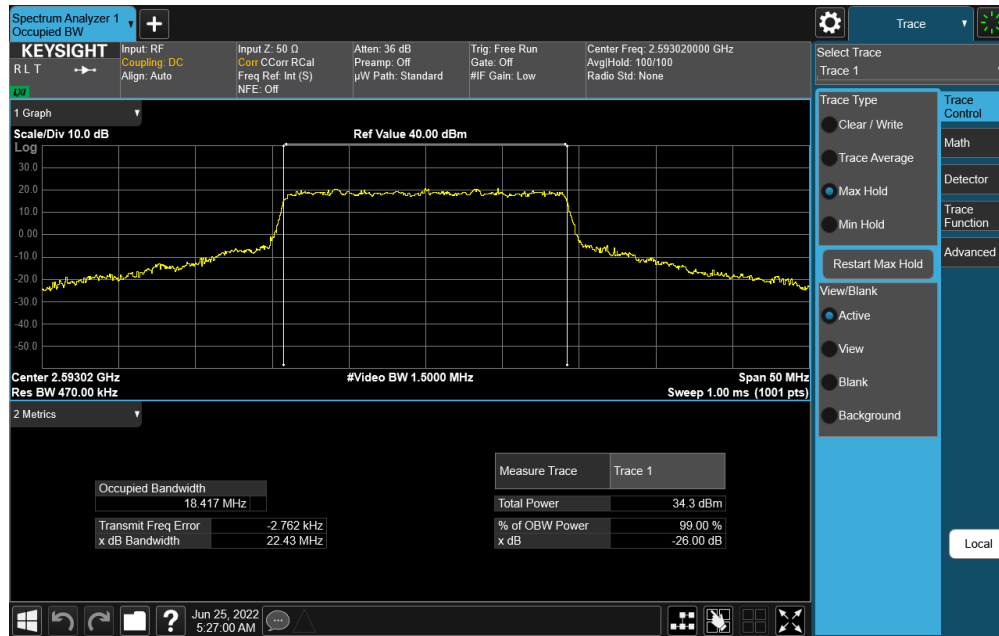 Spectrum Analyzer 1
Occupied BW
+
Trace
KEYSIGHT
R L T
LXI
Input: RF
Coupling: DC
Align: Auto
Input Z: 50 Ω
Corr CCorr RCal
Freq Ref: Int (S)
NFE: Off
Atten: 36 dB
Preamp: Off
µW Path: Standard
Trig: Free Run
Gate: Off
#IF Gain: Low
Center Freq: 2.593020000 GHz
Avg|Hold: 100/100
Radio Std: None
Select Trace
Trace 1
1 Graph
Scale/Div 10.0 dB
Ref Value 40.00 dBm
Log
30.0
20.0
10.0
0.00
-10.0
-20.0
-30.0
-40.0
-50.0
Center 2.59302 GHz
#Video BW 1.5000 MHz
Span 50 MHz
Res BW 470.00 kHz
Sweep 1.00 ms (1001 pts)
Trace Type
Clear / Write
Trace Average
Max Hold
Min Hold
Restart Max Hold
View/Blank
Active
View
Blank
Background
Trace
Control
Math
Detector
Trace
Function
Advanced
Local
2 Metrics
Occupied Bandwidth
18.417 MHz
Transmit Freq Error -2.762 kHz
x dB Bandwidth 22.43 MHz
Measure Trace Trace 1
Total Power 34.3 dBm
% of OBW Power 99.00 %
x dB -26.00 dB
?
Jun 25, 2022
5:27:00 AM